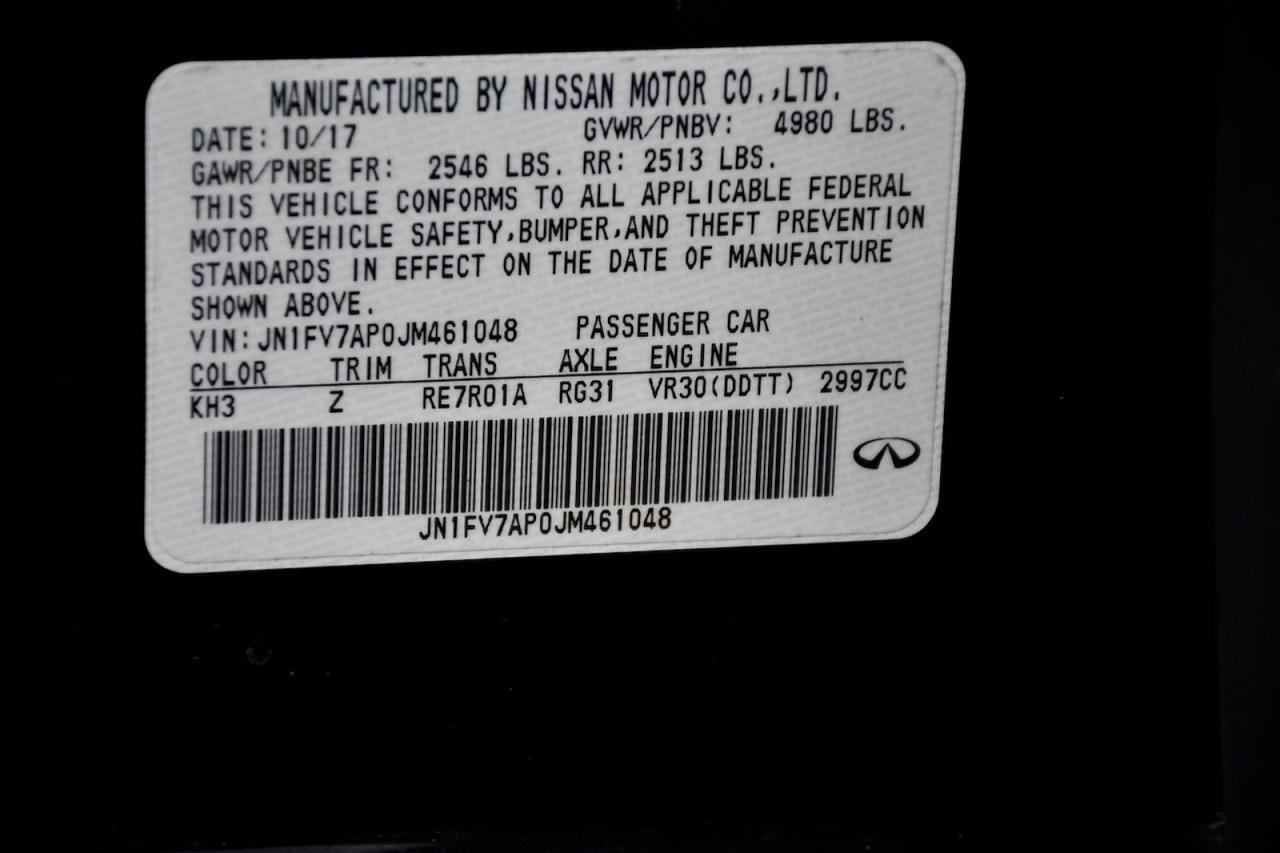 MANUFACTURED BY NISSAN MOTOR CO.,LTD.
DATE: 10/17 GVWR/PNBV: 4980 LBS.
GAWR/PNBE FR: 2546 LBS. RR: 2513 LBS.
THIS VEHICLE CONFORMS TO ALL APPLICABLE FEDERAL
MOTOR VEHICLE SAFETY,BUMPER,AND THEFT PREVENTION
STANDARDS IN EFFECT ON THE DATE OF MANUFACTURE
SHOWN ABOVE.
VIN:JN1FV7AP0JM461048 PASSENGER CAR
COLOR TRIM TRANS AXLE ENGINE
KH3 Z RE7R01A RG31 VR30(DDTT) 2997CC
JN1FV7AP0JM461048